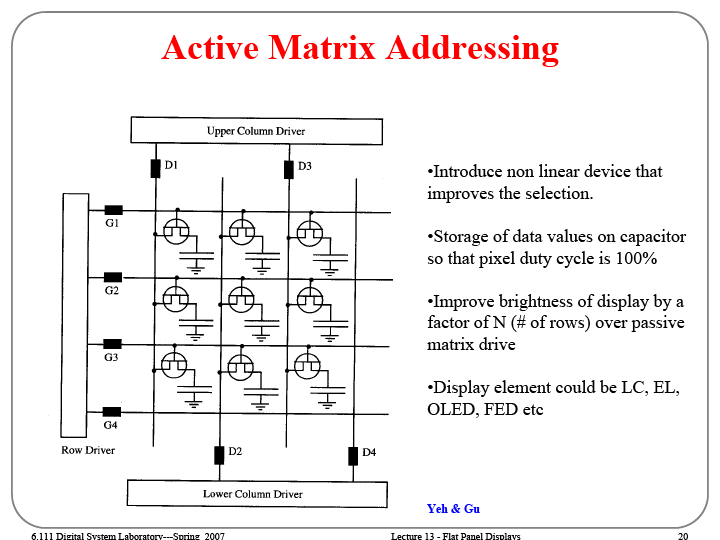 Active Matrix Addressing
Upper Column Driver
D1
D3
G1
G2
G3
G4
Row Driver
D2
D4
Lower Column Driver
•Introduce non linear device that
improves the selection.
•Storage of data values on capacitor
so that pixel duty cycle is 100%
•Improve brightness of display by a
factor of N (# of rows) over passive
matrix drive
•Display element could be LC, EL,
OLED, FED etc
Yeh & Gu
6.111 Digital System Laboratory---Spring 2007
Lecture 13 - Flat Panel Displays
20